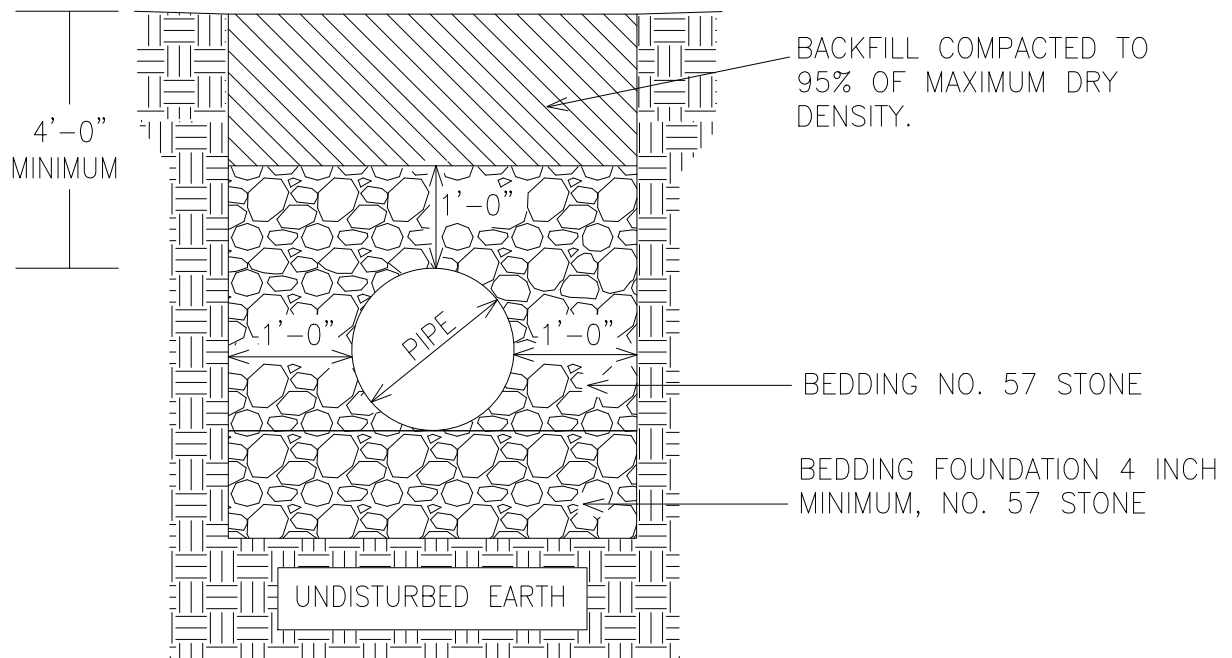 BACKFILL COMPACTED TO
95% OF MAXIMUM DRY
DENSITY.
4'-0"
MINIMUM
1'-0"
1'-0"
PIPE
1'-0"
BEDDING NO. 57 STONE
BEDDING FOUNDATION 4 INCH
MINIMUM, NO. 57 STONE
UNDISTURBED EARTH